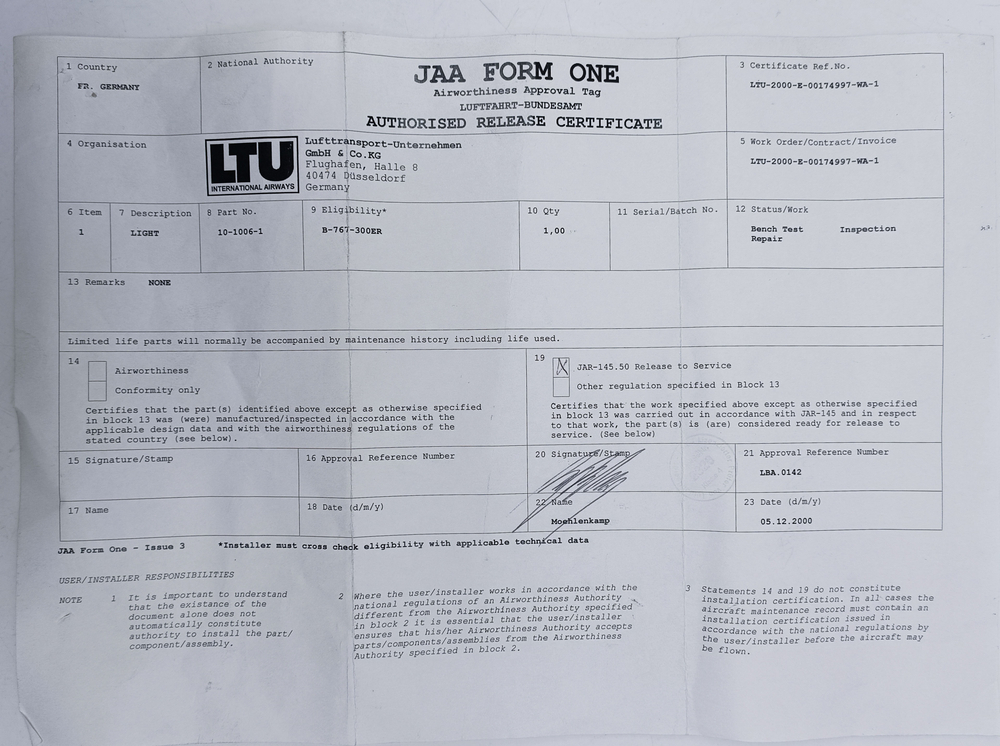 1 Country
FR. GERMANY
2 National Authority
JAA FORM ONE
Airworthiness Approval Tag
LUFTFAHRT-BUNDESAMT
AUTHORISED RELEASE CERTIFICATE
3 Certificate Ref.No.
LTU-2000-E-00174997-WA-1
4 Organisation
LTU
INTERNATIONAL AIRWAYS
Lufttransport-Unternehmen
GmbH & Co.KG
Flughafen, Halle 8
40474 Düsseldorf
Germany
5 Work Order/Contract/Invoice
LTU-2000-E-00174997-WA-1
6 Item
1
7 Description
LIGHT
8 Part No.
10-1006-1
9 Eligibility*
B-767-300ER
10 Qty
1,00
11 Serial/Batch No.
12 Status/Work
Bench Test Inspection
Repair
13 Remarks NONE
Limited life parts will normally be accompanied by maintenance history including life used.
14
Airworthiness
Conformity only
Certifies that the part(s) identified above except as otherwise specified
in block 13 was (were) manufactured/inspected in accordance with the
applicable design data and with the airworthiness regulations of the
stated country (see below).
19
X JAR-145.50 Release to Service
Other regulation specified in Block 13
Certifies that the work specified above except as otherwise specified
in block 13 was carried out in accordance with JAR-145 and in respect
to that work, the part(s) is (are) considered ready for release to
service. (See below)
15 Signature/Stamp
16 Approval Reference Number
20 Signature/Stamp
21 Approval Reference Number
LBA.0142
17 Name
18 Date (d/m/y)
22 Name
Moehlenkamp
23 Date (d/m/y)
05.12.2000
JAA Form One - Issue 3 *Installer must cross check eligibility with applicable technical data
USER/INSTALLER RESPONSIBILITIES
NOTE 1 It is important to understand
that the existence of the
document alone does not
automatically constitute
authority to install the part/
component/assembly.
2 Where the user/installer works in accordance with the
national regulations of an Airworthiness Authority
different from the Airworthiness Authority specified
in block 2 it is essential that the user/installer
ensures that his/her Airworthiness Authority accepts
parts/components/assemblies from the Airworthiness
Authority specified in block 2.
3 Statements 14 and 19 do not constitute
installation certification. In all cases the
aircraft maintenance record must contain an
installation certification issued in
accordance with the national regulations by
the user/installer before the aircraft may
be flown.